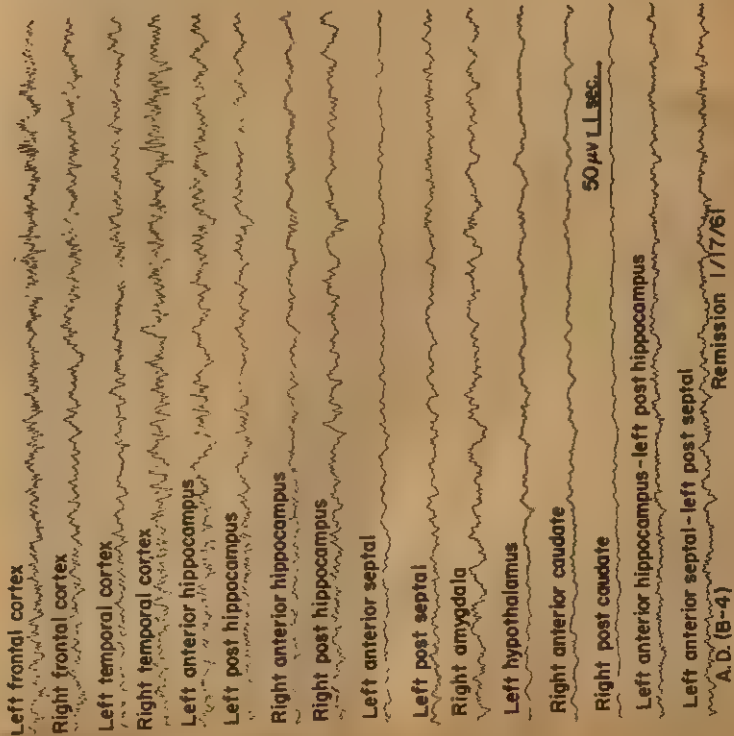 Left frontal cortex
Right frontal cortex
Left temporal cortex
Right temporal cortex
Left anterior hippocampus
Left post hippocampus
Right anterior hippocampus
Right post hippocampus
Left anterior septal
Left post septal
Right amygdala
Left hypothalamus
Right anterior caudate
50 μv 1 sec.
Right post caudate
Left anterior hippocampus-left post hippocampus
Left anterior septal-left post septal
A.D. (B-4) Remission 1/17/61